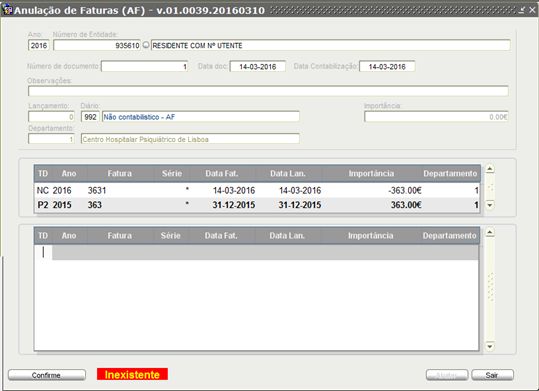 Anulação de Faturas (AF) - v.01.0039.20160310
Ano: Número de Entidade:
2016 935610 RESIDENTE COM Nº UTENTE
Número de documento: 1 Data doc: 14-03-2016 Data Contabilização: 14-03-2016
Observações:
Lançamento: Diário: Importância:
0 992 Não contabilístico - AF 0.00€
Departamento:
1 Centro Hospitalar Psiquiátrico de Lisboa
TD Ano Fatura Série Data Fat. Data Lan. Importância Departamento
NC 2016 3631 * 14-03-2016 14-03-2016 -363.00€ 1
P2 2015 363 * 31-12-2015 31-12-2015 363.00€ 1
TD Ano Fatura Série Data Fat. Data Lan. Importância Departamento
Confirme Inexistente Ajustar Sair